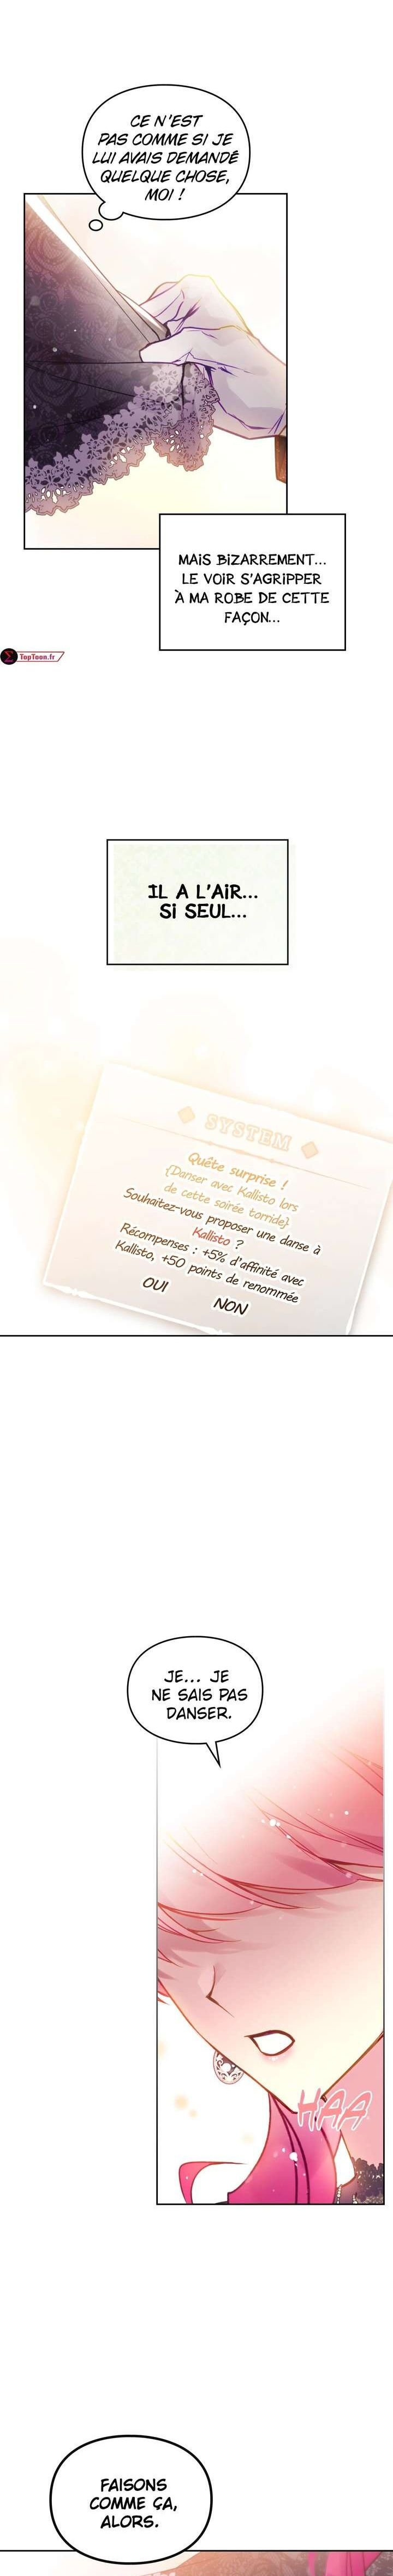 CE N'EST
PAS COMME SI JE
LUI AVAIS DEMANDÉ
QUELQUE CHOSE,
MOI !
MAIS BIZARREMENT...
LE VOIR S'AGRIPPER
À MA ROBE DE CETTE
FAÇON...
TopToon.fr
IL A L'AIR...
SI SEUL...
SYSTEM
Quête surprise !
{Danser avec Kallisto lors
de cette soirée torride}
Souhaitez-vous proposer une danse à
Kallisto ?
Récompenses : +5% d'affinité avec
Kallisto, +50 points de renommée
OUI
NON
JE... JE
NE SAIS PAS
DANSER.
HAA
FAISONS
COMME ÇA,
ALORS.